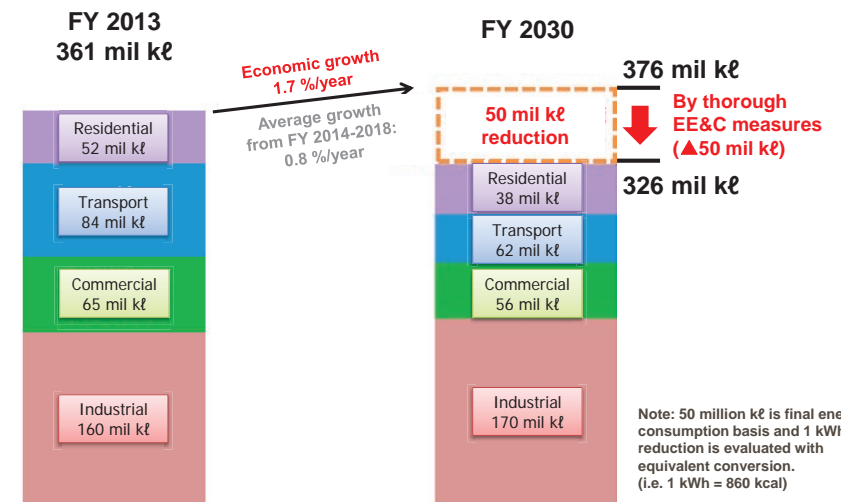 FY 2013
361 mil kℓ
Residential
52 mil kℓ
Transport
84 mil kℓ
Commercial
65 mil kℓ
Industrial
160 mil kℓ
Economic growth
1.7 %/year
Average growth
from FY 2014-2018:
0.8 %/year
FY 2030
50 mil kℓ
reduction
Residential
38 mil kℓ
Transport
62 mil kℓ
Commercial
56 mil kℓ
Industrial
170 mil kℓ
376 mil kℓ
By thorough
EE&C measures
(▲50 mil kℓ)
326 mil kℓ
Note: 50 million kℓ is final ene
consumption basis and 1 kWh
reduction is evaluated with
equivalent conversion.
(i.e. 1 kWh = 860 kcal)